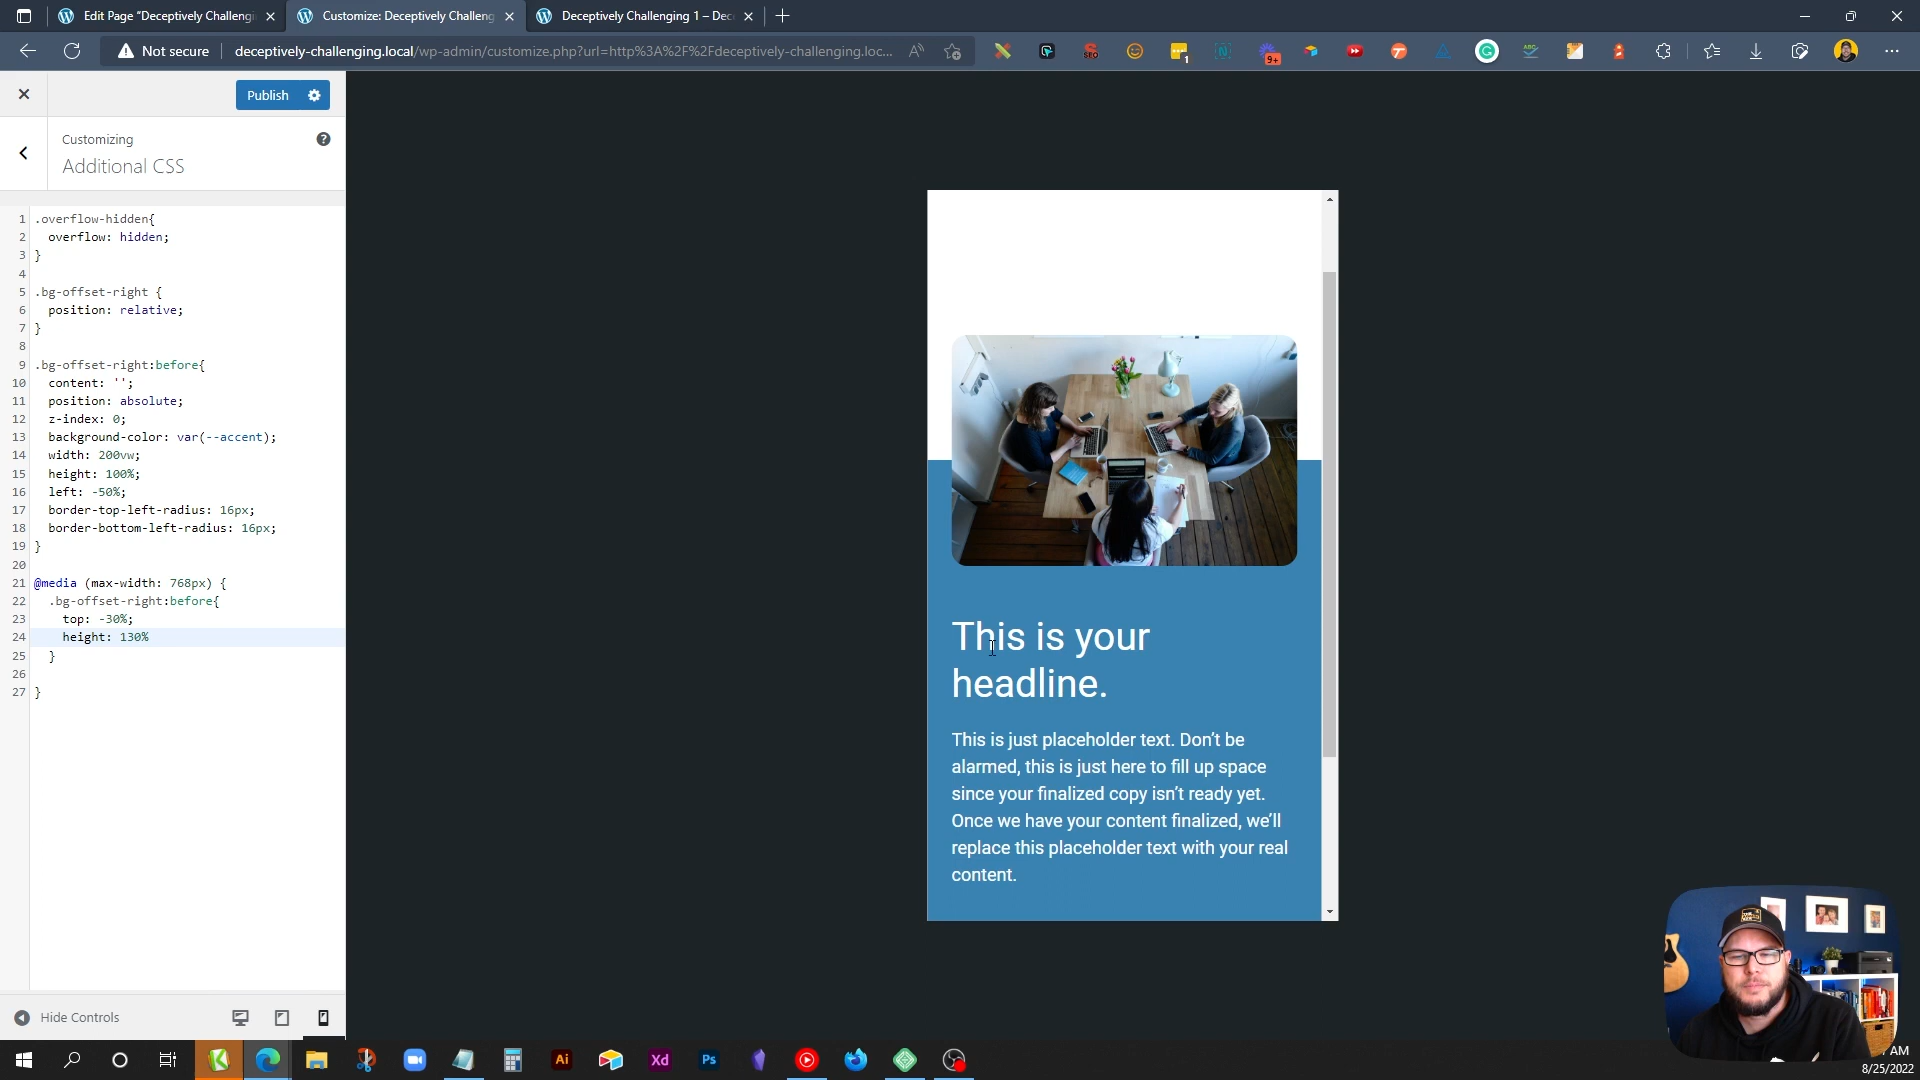 Edit Page "Deceptively Challengi
Customize: Deceptively Challeng
Deceptively Challenging 1 – Dec
Not secure
deceptively-challenging.local/wp-admin/customize.php?url=http%3A%2F%2Fdeceptively-challenging.loc...
SEO
1
9+
ABC
Publish
Customizing
Additional CSS
1 .overflow-hidden{
2 overflow: hidden;
3 }
4
5 .bg-offset-right {
6 position: relative;
7 }
8
9 .bg-offset-right:before{
10 content: '';
11 position: absolute;
12 z-index: 0;
13 background-color: var(--accent);
14 width: 200vw;
15 height: 100%;
16 left: -50%;
17 border-top-left-radius: 16px;
18 border-bottom-left-radius: 16px;
19 }
20
21 @media (max-width: 768px) {
22 .bg-offset-right:before{
23 top: -30%;
24 height: 130%
25 }
26
27 }
This is your
headline.
This is just placeholder text. Don't be
alarmed, this is just here to fill up space
since your finalized copy isn't ready yet.
Once we have your content finalized, we'll
replace this placeholder text with your real
content.
Hide Controls
Ai
Xd
Ps
AM
8/25/2022